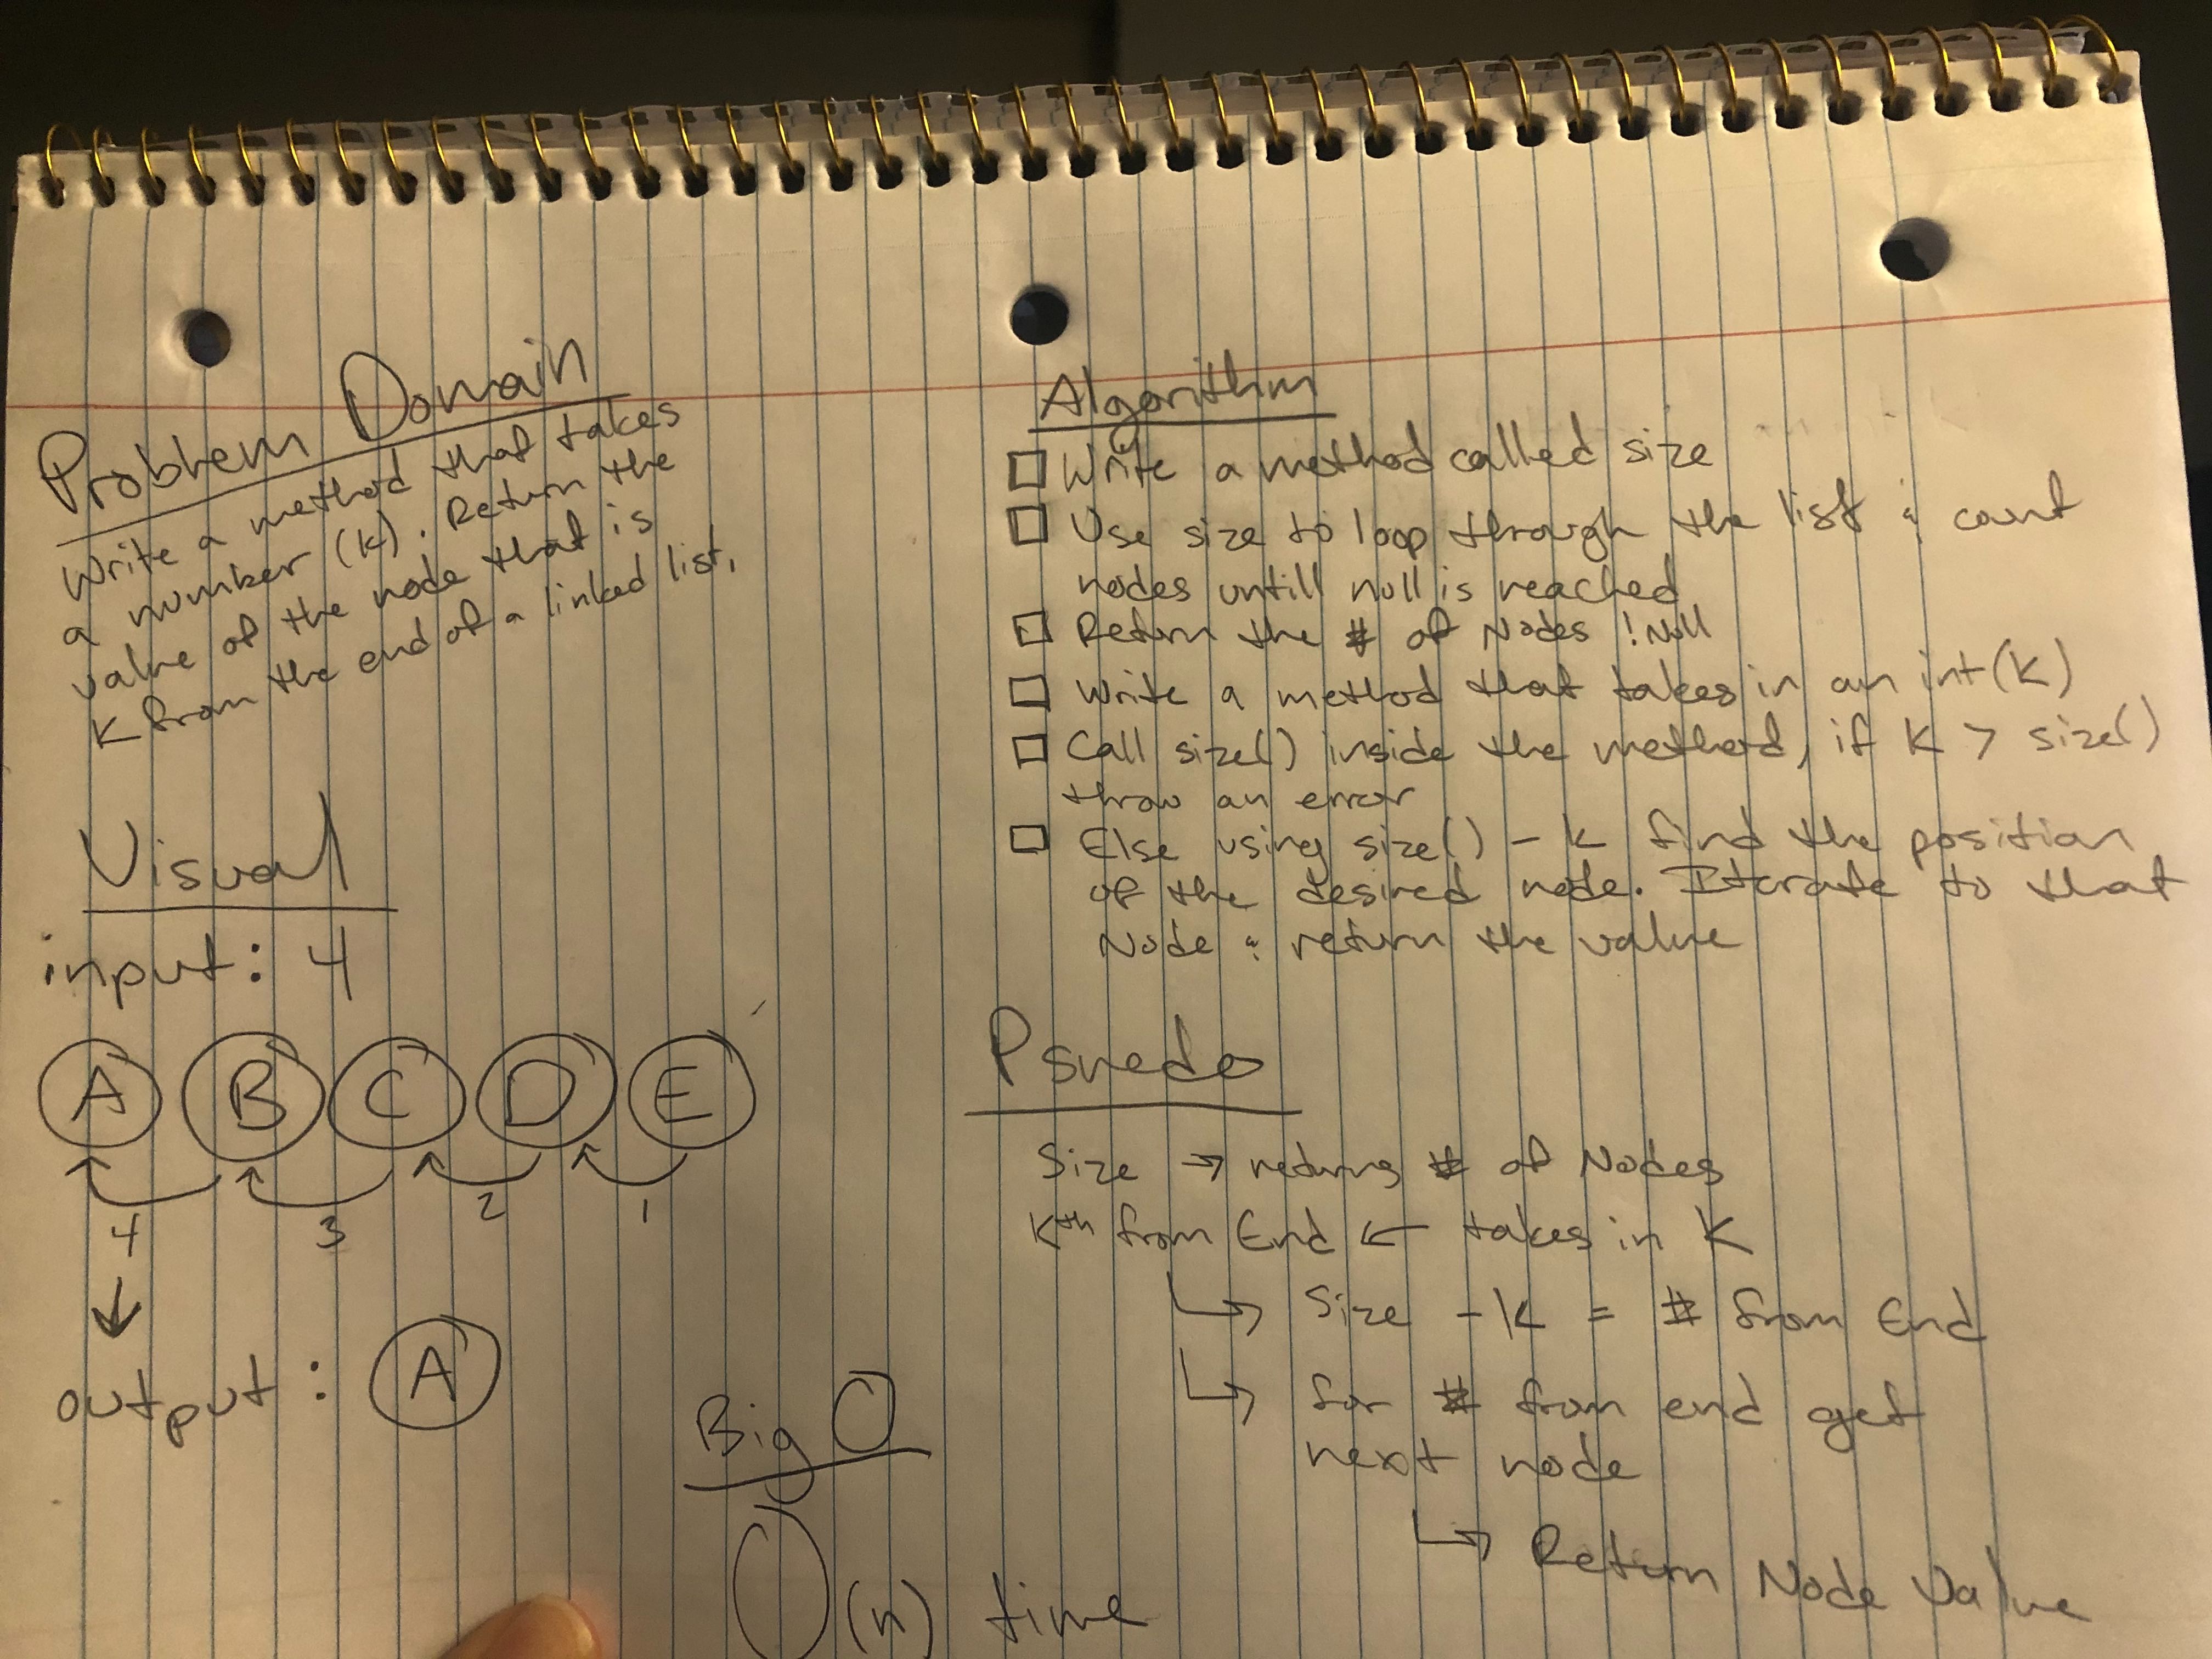 Problem Domain
Write a method that takes
a number (k). Return the
value of the node that is
K from the end of a linked list.
Visual
input: 4
A B C D E
4 3 2 1
output: A
Big O
O(n) time
Algorithm
Write a method called size
Use size to loop through the list & count
nodes untill null is reached
Return the # of Nodes !Null
Write a method that takes in an int(k)
Call size() inside the method, if K > size()
throw an error
Else using size() - k find the position
of the desired node. Iterate to that
Node & return the value
Psuedo
Size → returns # of Nodes
Kth from End ← takes in K
↳ Size - k = # from End
↳ for # from end get
next node
↳ Return Node Value